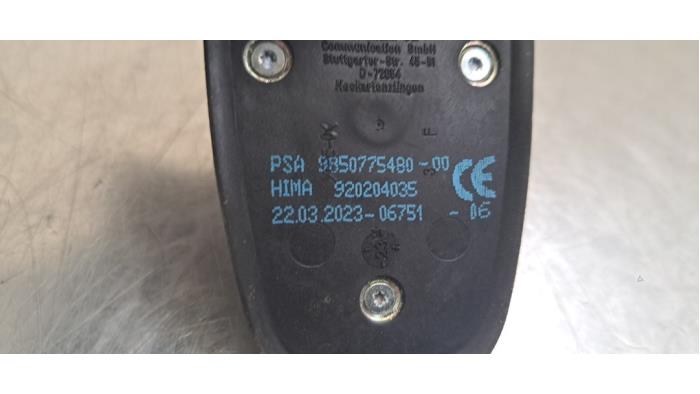 Communication GmbH
Stuttgarter-Str. 45-51
D-72654
Neckartenzlingen
PSA 9850775480-00
CE
HIMA 920204035
22.03.2023-06751 -06